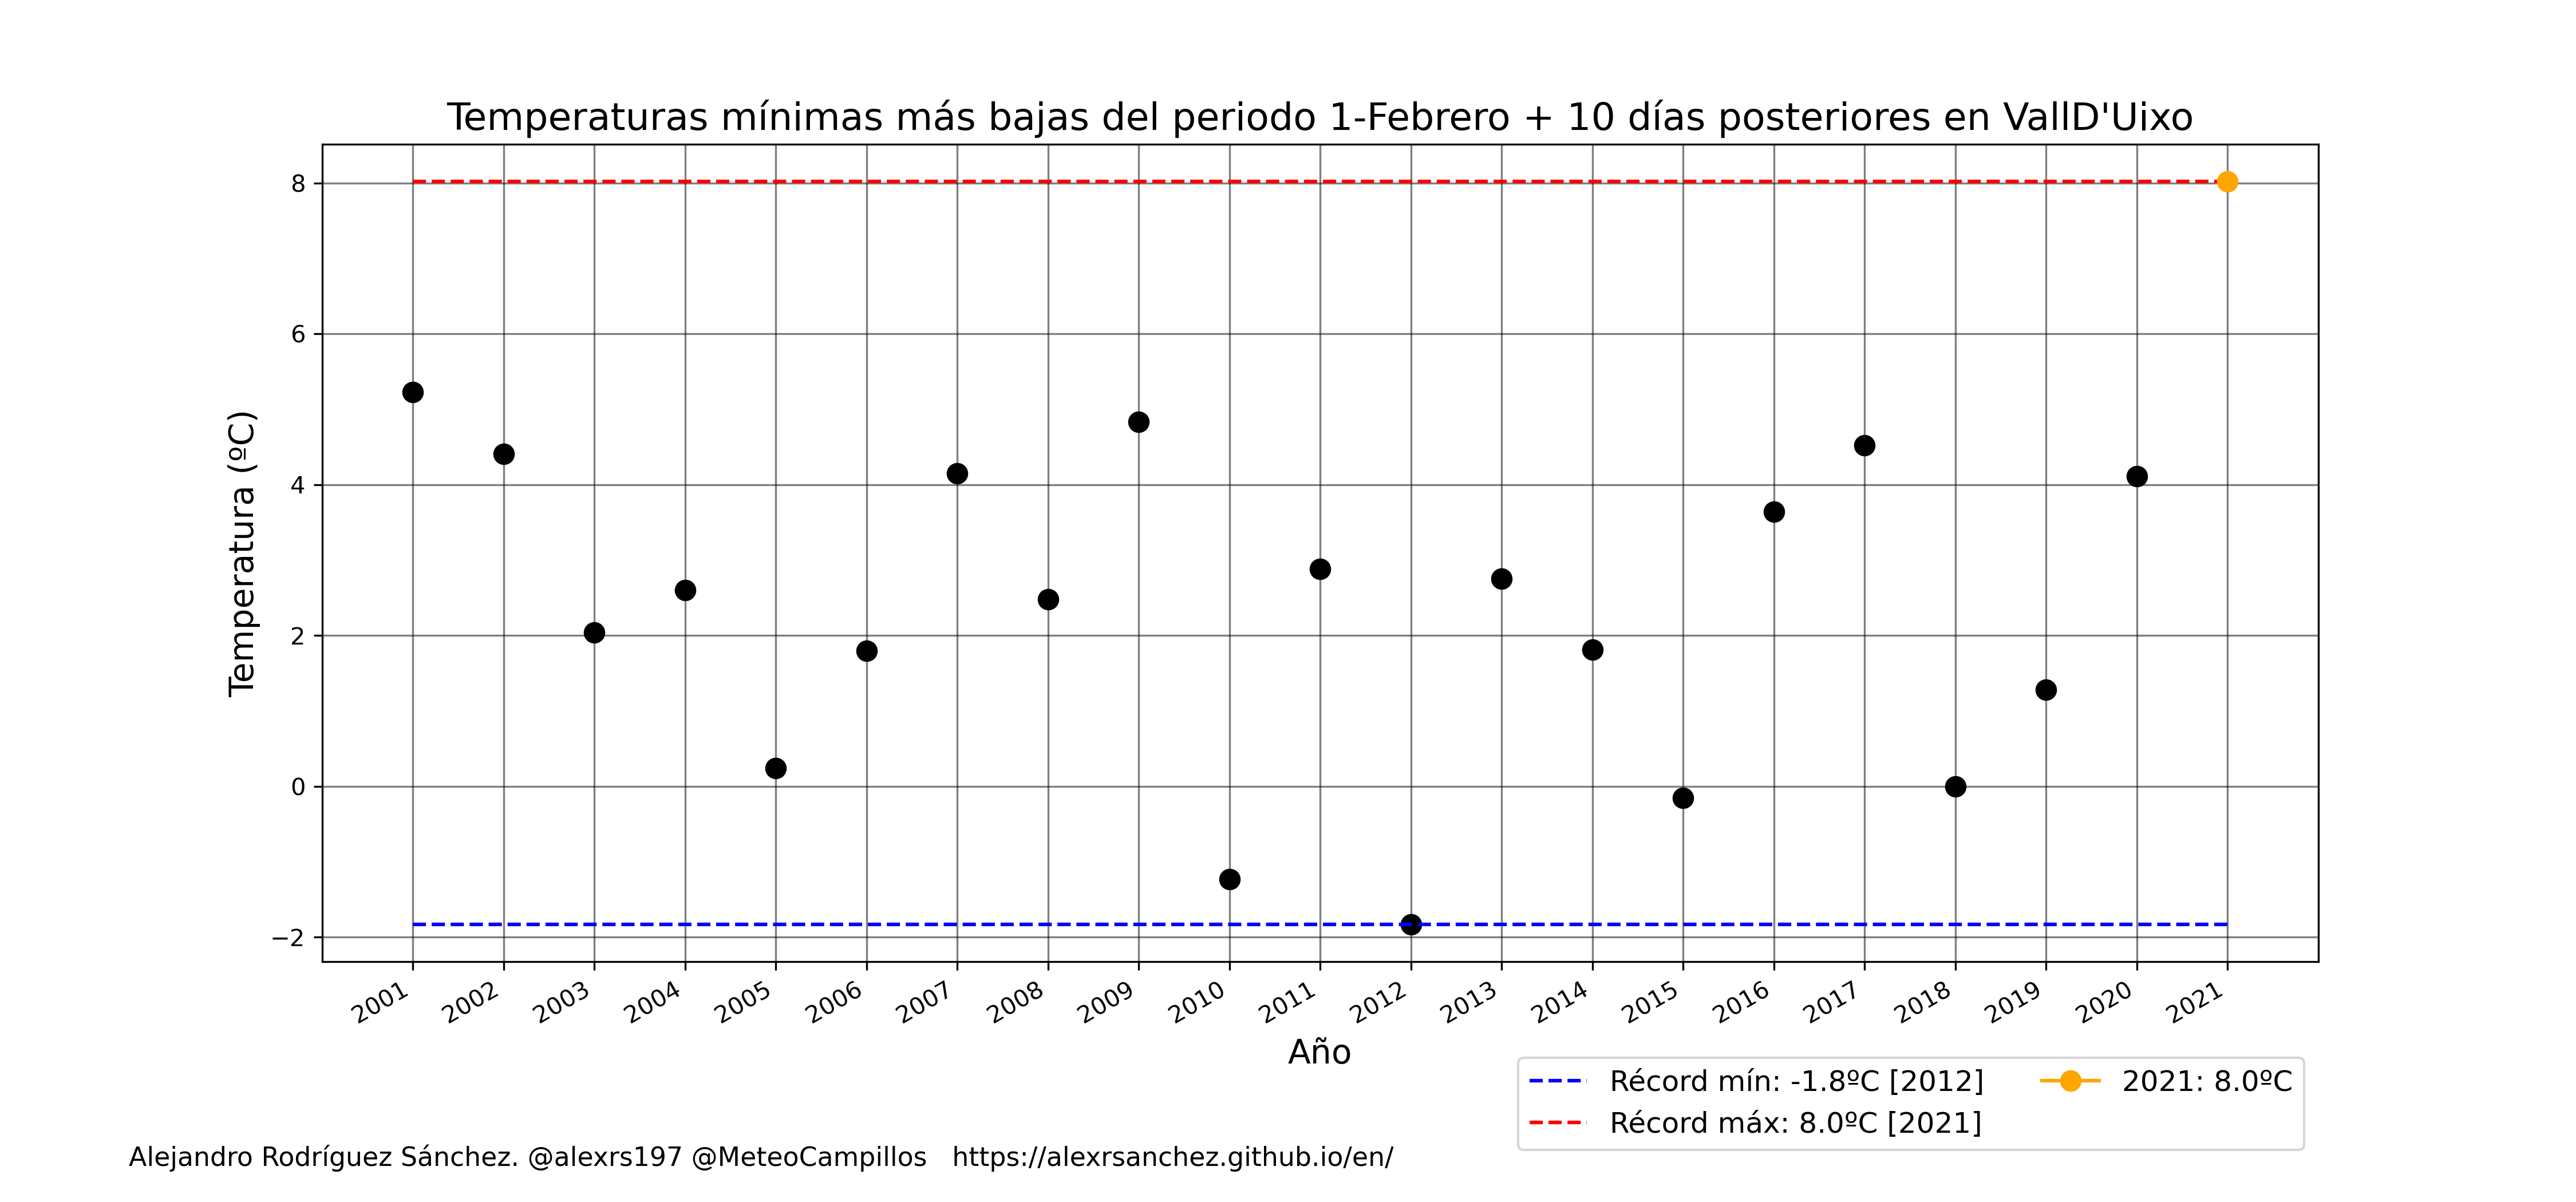 Temperaturas mínimas más bajas del periodo 1-Febrero + 10 días posteriores en VallD'Uixo
Temperatura (ºC)
8
6
4
2
0
−2
2001 2002 2003 2004 2005 2006 2007 2008 2009 2010 2011 2012 2013 2014 2015 2016 2017 2018 2019 2020 2021
Año
Récord mín: -1.8ºC [2012]
Récord máx: 8.0ºC [2021]
2021: 8.0ºC
Alejandro Rodríguez Sánchez. @alexrs197 @MeteoCampillos   https://alexrsanchez.github.io/en/